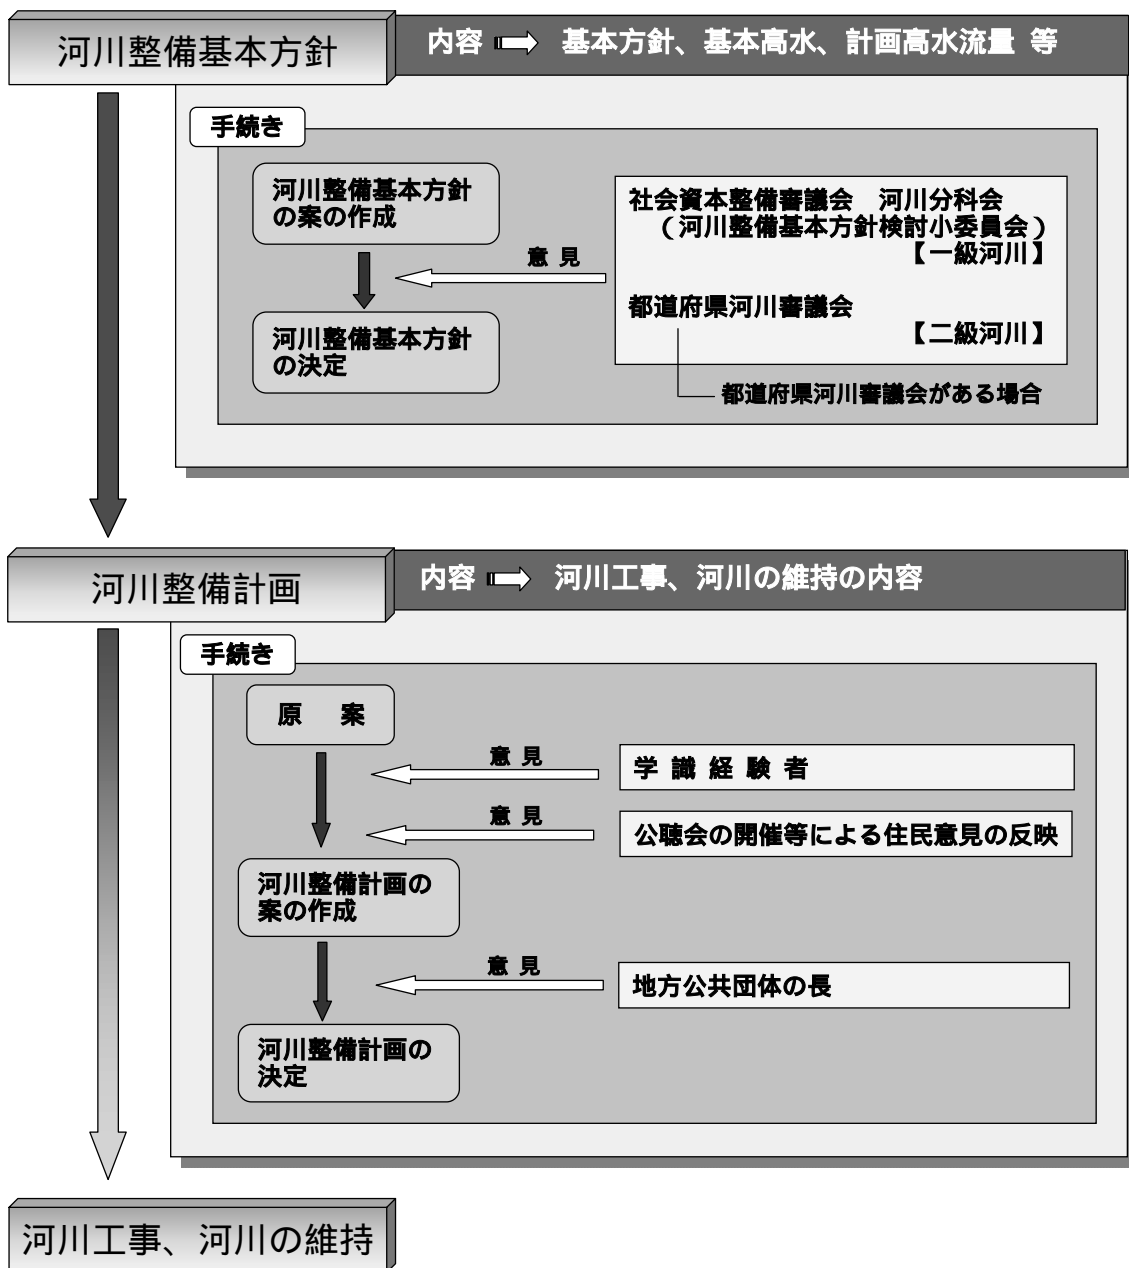 河川整備基本方針
内容 基本方針、基本高水、計画高水流量 等
手続き
河川整備基本方針
の案の作成
意見
社会資本整備審議会 河川分科会
(河川整備基本方針検討小委員会)
【一級河川】
都道府県河川審議会
【二級河川】
都道府県河川審議会がある場合
河川整備基本方針
の決定
河川整備計画
内容 河川工事、河川の維持の内容
手続き
原 案
意見
学識経験者
意見
公聴会の開催等による住民意見の反映
河川整備計画の
案の作成
意見
地方公共団体の長
河川整備計画の
決定
河川工事、河川の維持